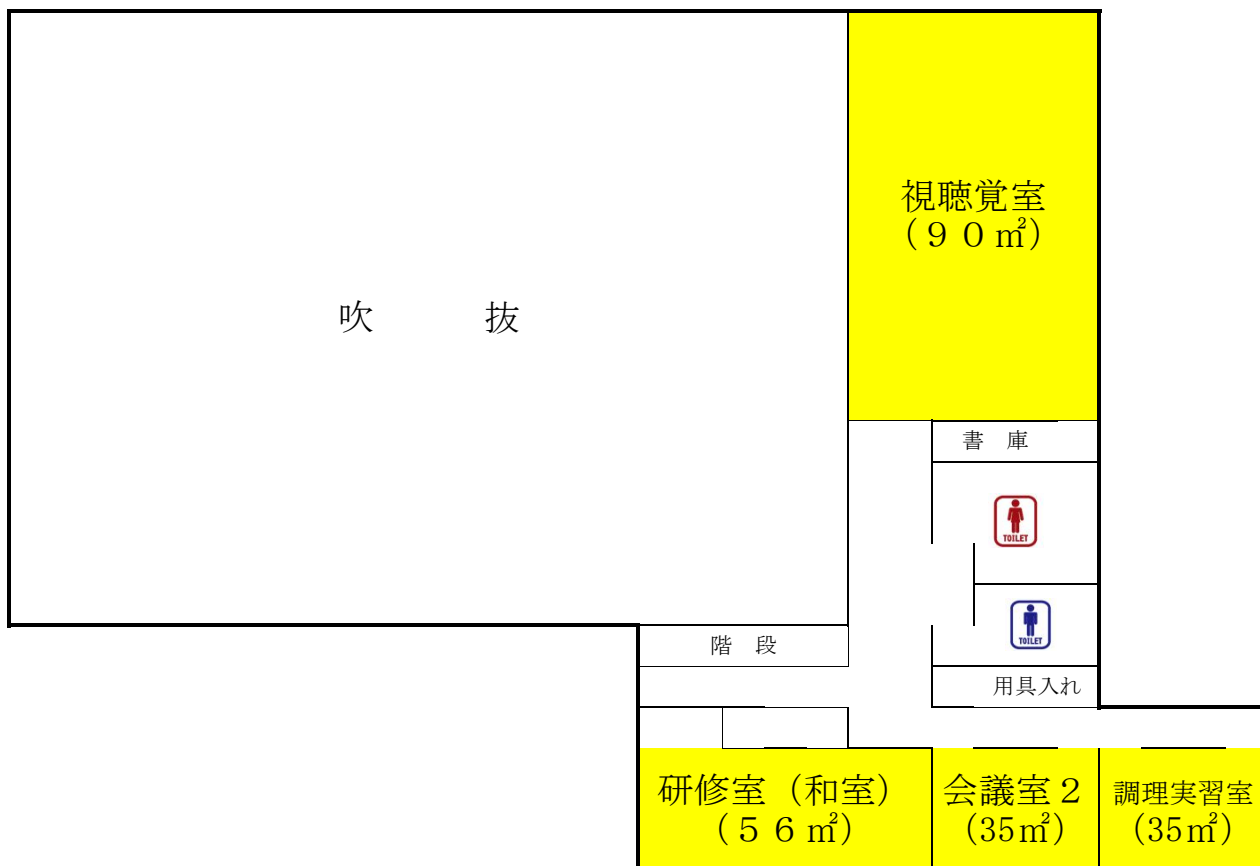 視聴覚室
（９０㎡）
吹　抜
書　庫
TOILET
TOILET
階　段
用具入れ
研修室（和室）
（５６㎡）
会議室２
(35㎡)
調理実習室
(35㎡)